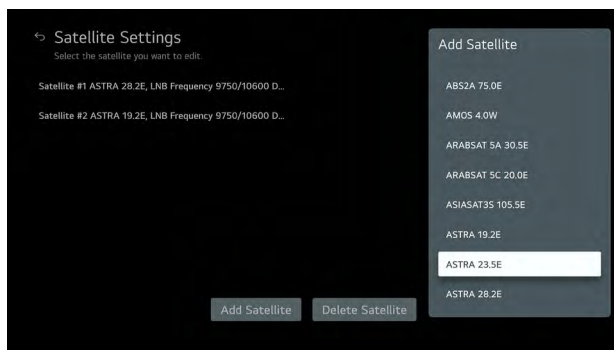 Satellite Settings
Select the satellite you want to edit.
Satellite #1 ASTRA 28.2E, LNB Frequency 9750/10600 D...
Satellite #2 ASTRA 19.2E, LNB Frequency 9750/10600 D...
Add Satellite
Delete Satellite
Add Satellite
ABS2A 75.0E
AMOS 4.0W
ARABSAT 5A 30.5E
ARABSAT 5C 20.0E
ASIASAT3S 105.5E
ASTRA 19.2E
ASTRA 23.5E
ASTRA 28.2E